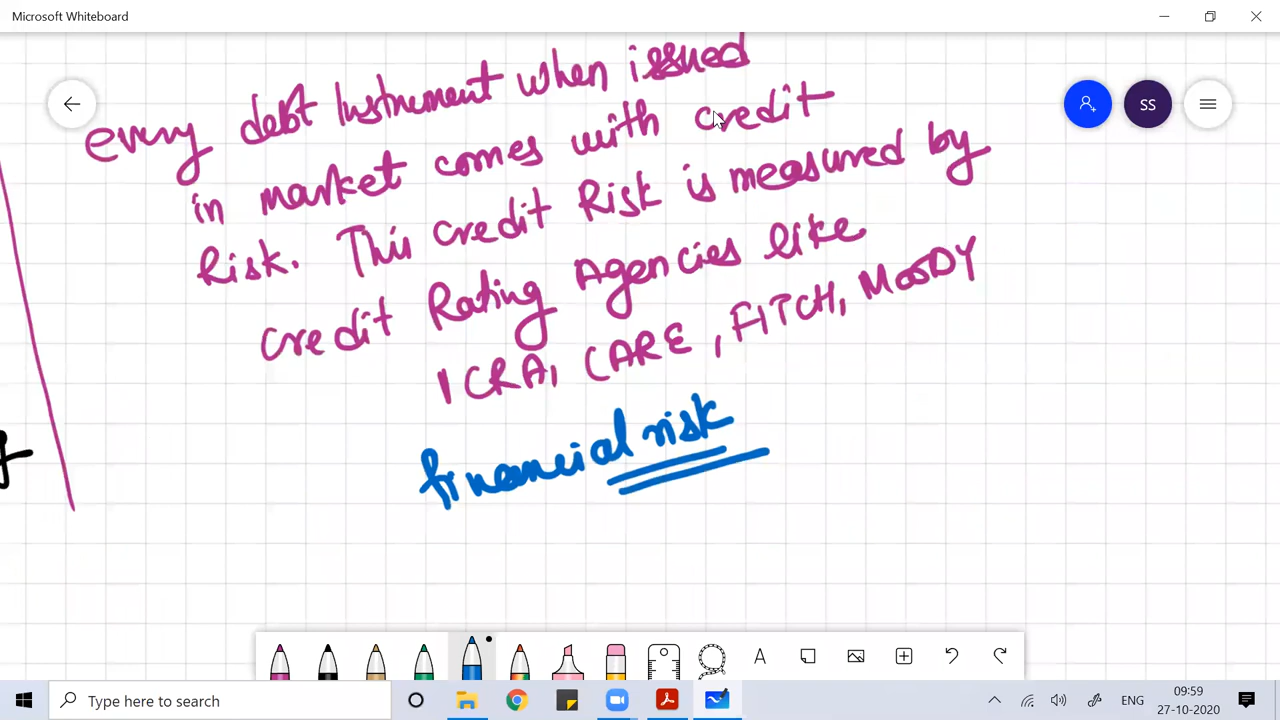 Microsoft Whiteboard
every debt Instrument when issued
in market comes with credit
Risk. This credit Risk is measured by
credit Rating Agencies like
ICRA, CARE, FITCH, MOODY
financial risk
SS
A
Type here to search
ENG
09:59
27-10-2020